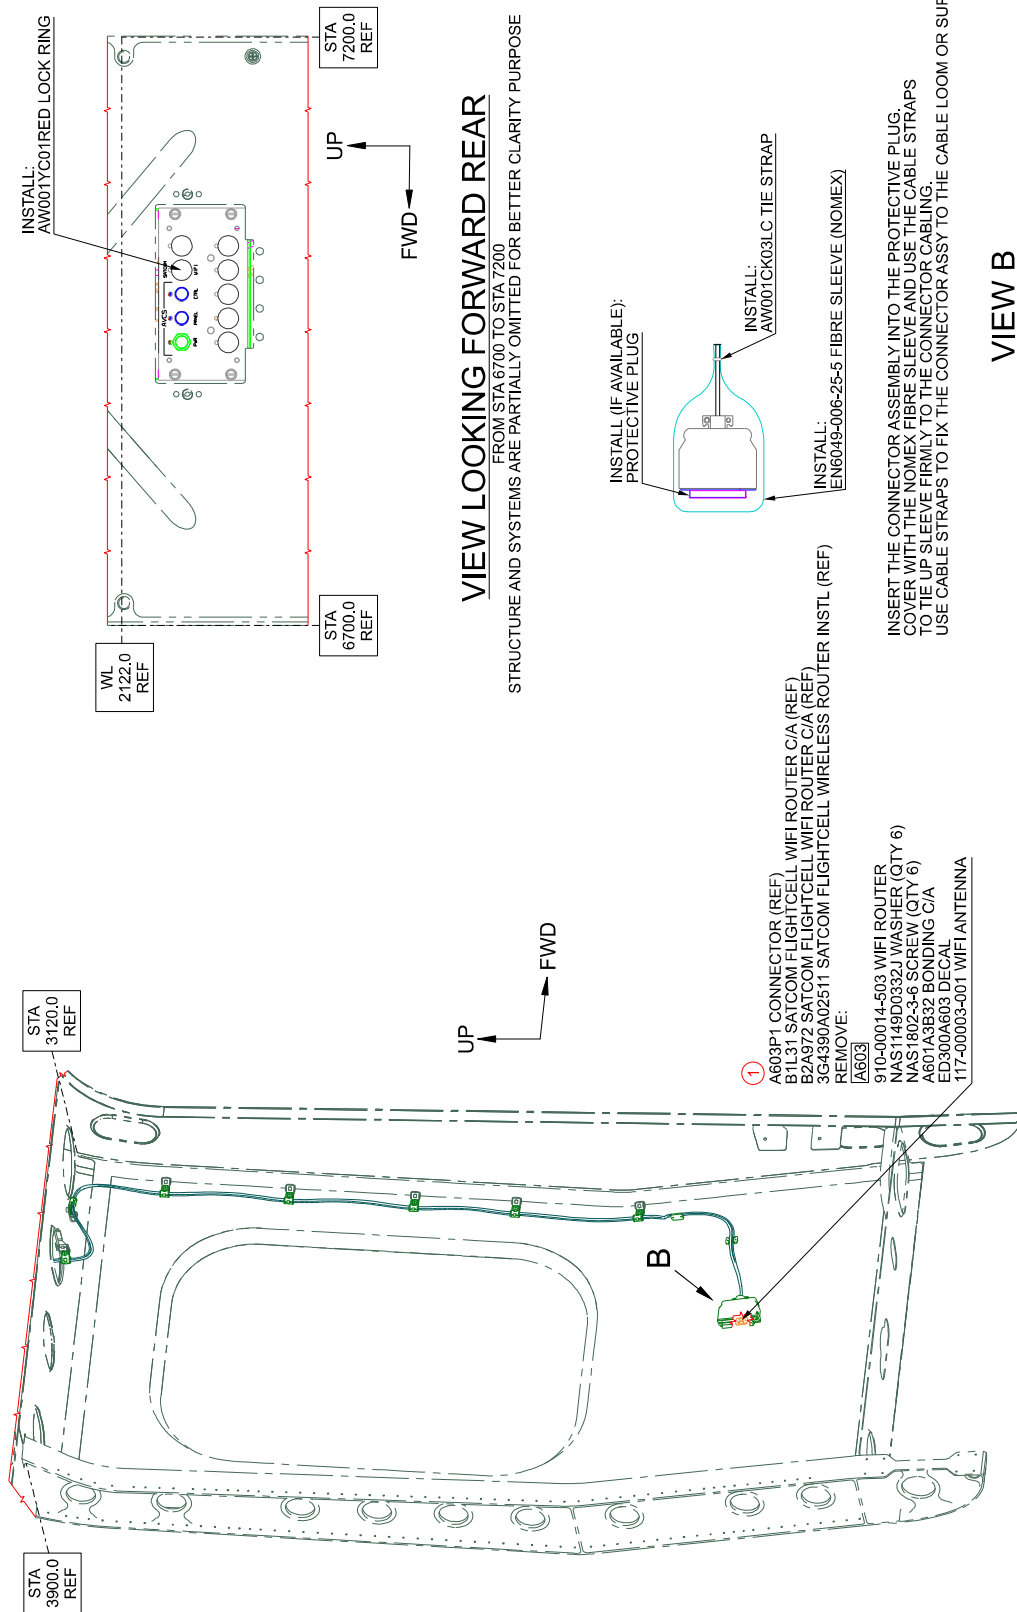 STA
3900.0
REF
STA
3120.0
REF
UP
FWD
B
1
A603P1 CONNECTOR (REF)
B1L31 SATCOM FLIGHTCELL WIFI ROUTER C/A (REF)
B2A972 SATCOM FLIGHTCELL WIFI ROUTER C/A (REF)
3G4390A02511 SATCOM FLIGHTCELL WIRELESS ROUTER INSTL (REF)
REMOVE:
A603
910-00014-503 WIFI ROUTER
NAS1149D0332J WASHER (QTY 6)
NAS1802-3-6 SCREW (QTY 6)
A601A3B32 BONDING C/A
ED300A603 DECAL
117-00003-001 WIFI ANTENNA
WL
2122.0
REF
INSTALL:
AW001YC01RED LOCK RING
STA
6700.0
REF
STA
7200.0
REF
RVCS
SATCOM
PWR
PANEL
CTRL
WIFI
UP
FWD
VIEW LOOKING FORWARD REAR
FROM STA 6700 TO STA 7200
STRUCTURE AND SYSTEMS ARE PARTIALLY OMITTED FOR BETTER CLARITY PURPOSE
INSTALL (IF AVAILABLE):
PROTECTIVE PLUG
INSTALL:
AW001CK03LC TIE STRAP
INSTALL:
EN6049-006-25-5 FIBRE SLEEVE (NOMEX)
INSERT THE CONNECTOR ASSEMBLY INTO THE PROTECTIVE PLUG.
COVER WITH THE NOMEX FIBRE SLEEVE AND USE THE CABLE STRAPS
TO TIE UP SLEEVE FIRMLY TO THE CONNECTOR CABLING.
USE CABLE STRAPS TO FIX THE CONNECTOR ASSY TO THE CABLE LOOM OR SUP
VIEW B